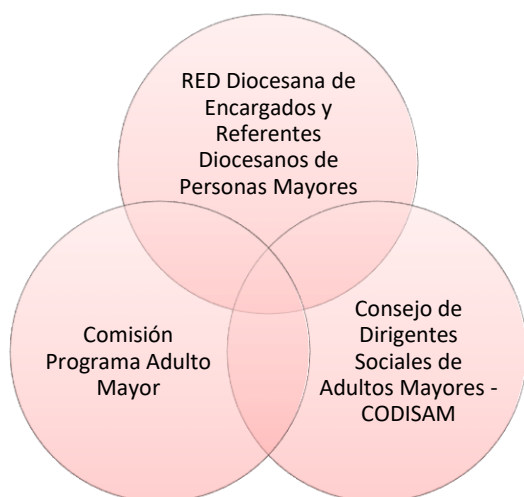 RED Diocesana de
Encargados y
Referentes
Diocesanos de
Personas Mayores
Comisión
Programa Adulto
Mayor
Consejo de
Dirigentes
Sociales de
Adultos Mayores -
CODISAM